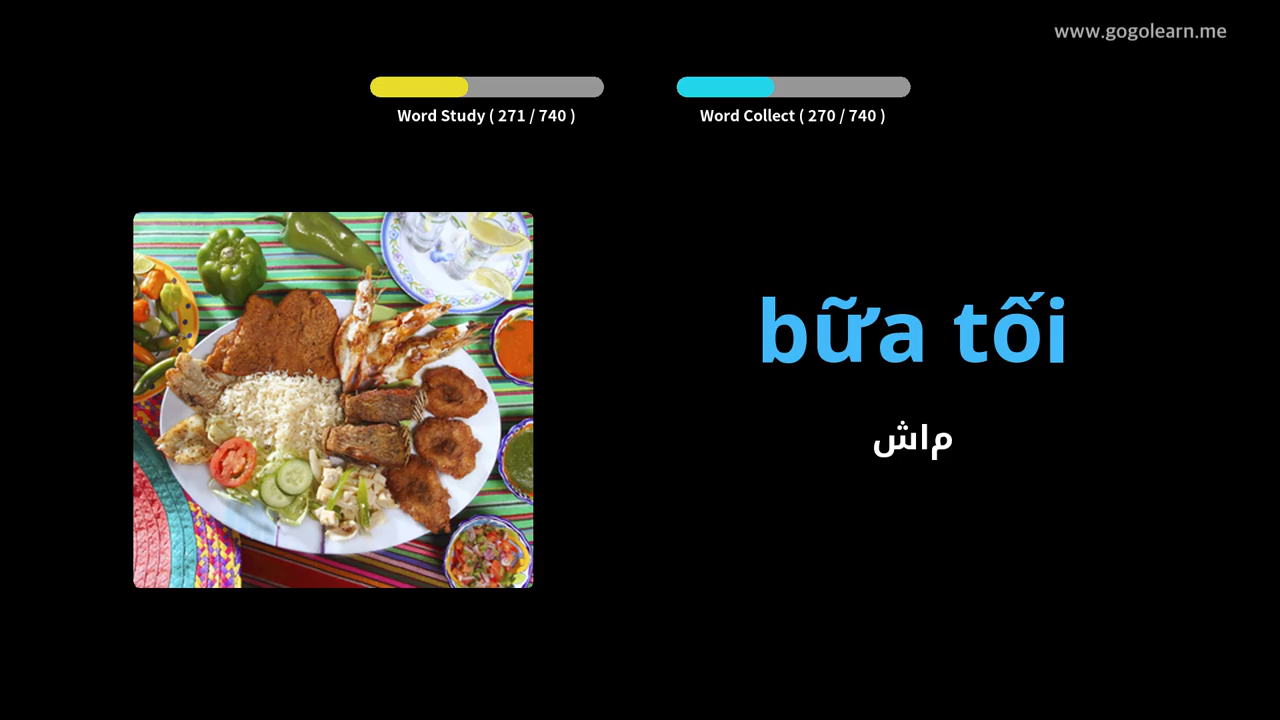 www.gogolearn.me
Word Study ( 271 / 740 )
Word Collect ( 270 / 740 )
bữa tối
ماش